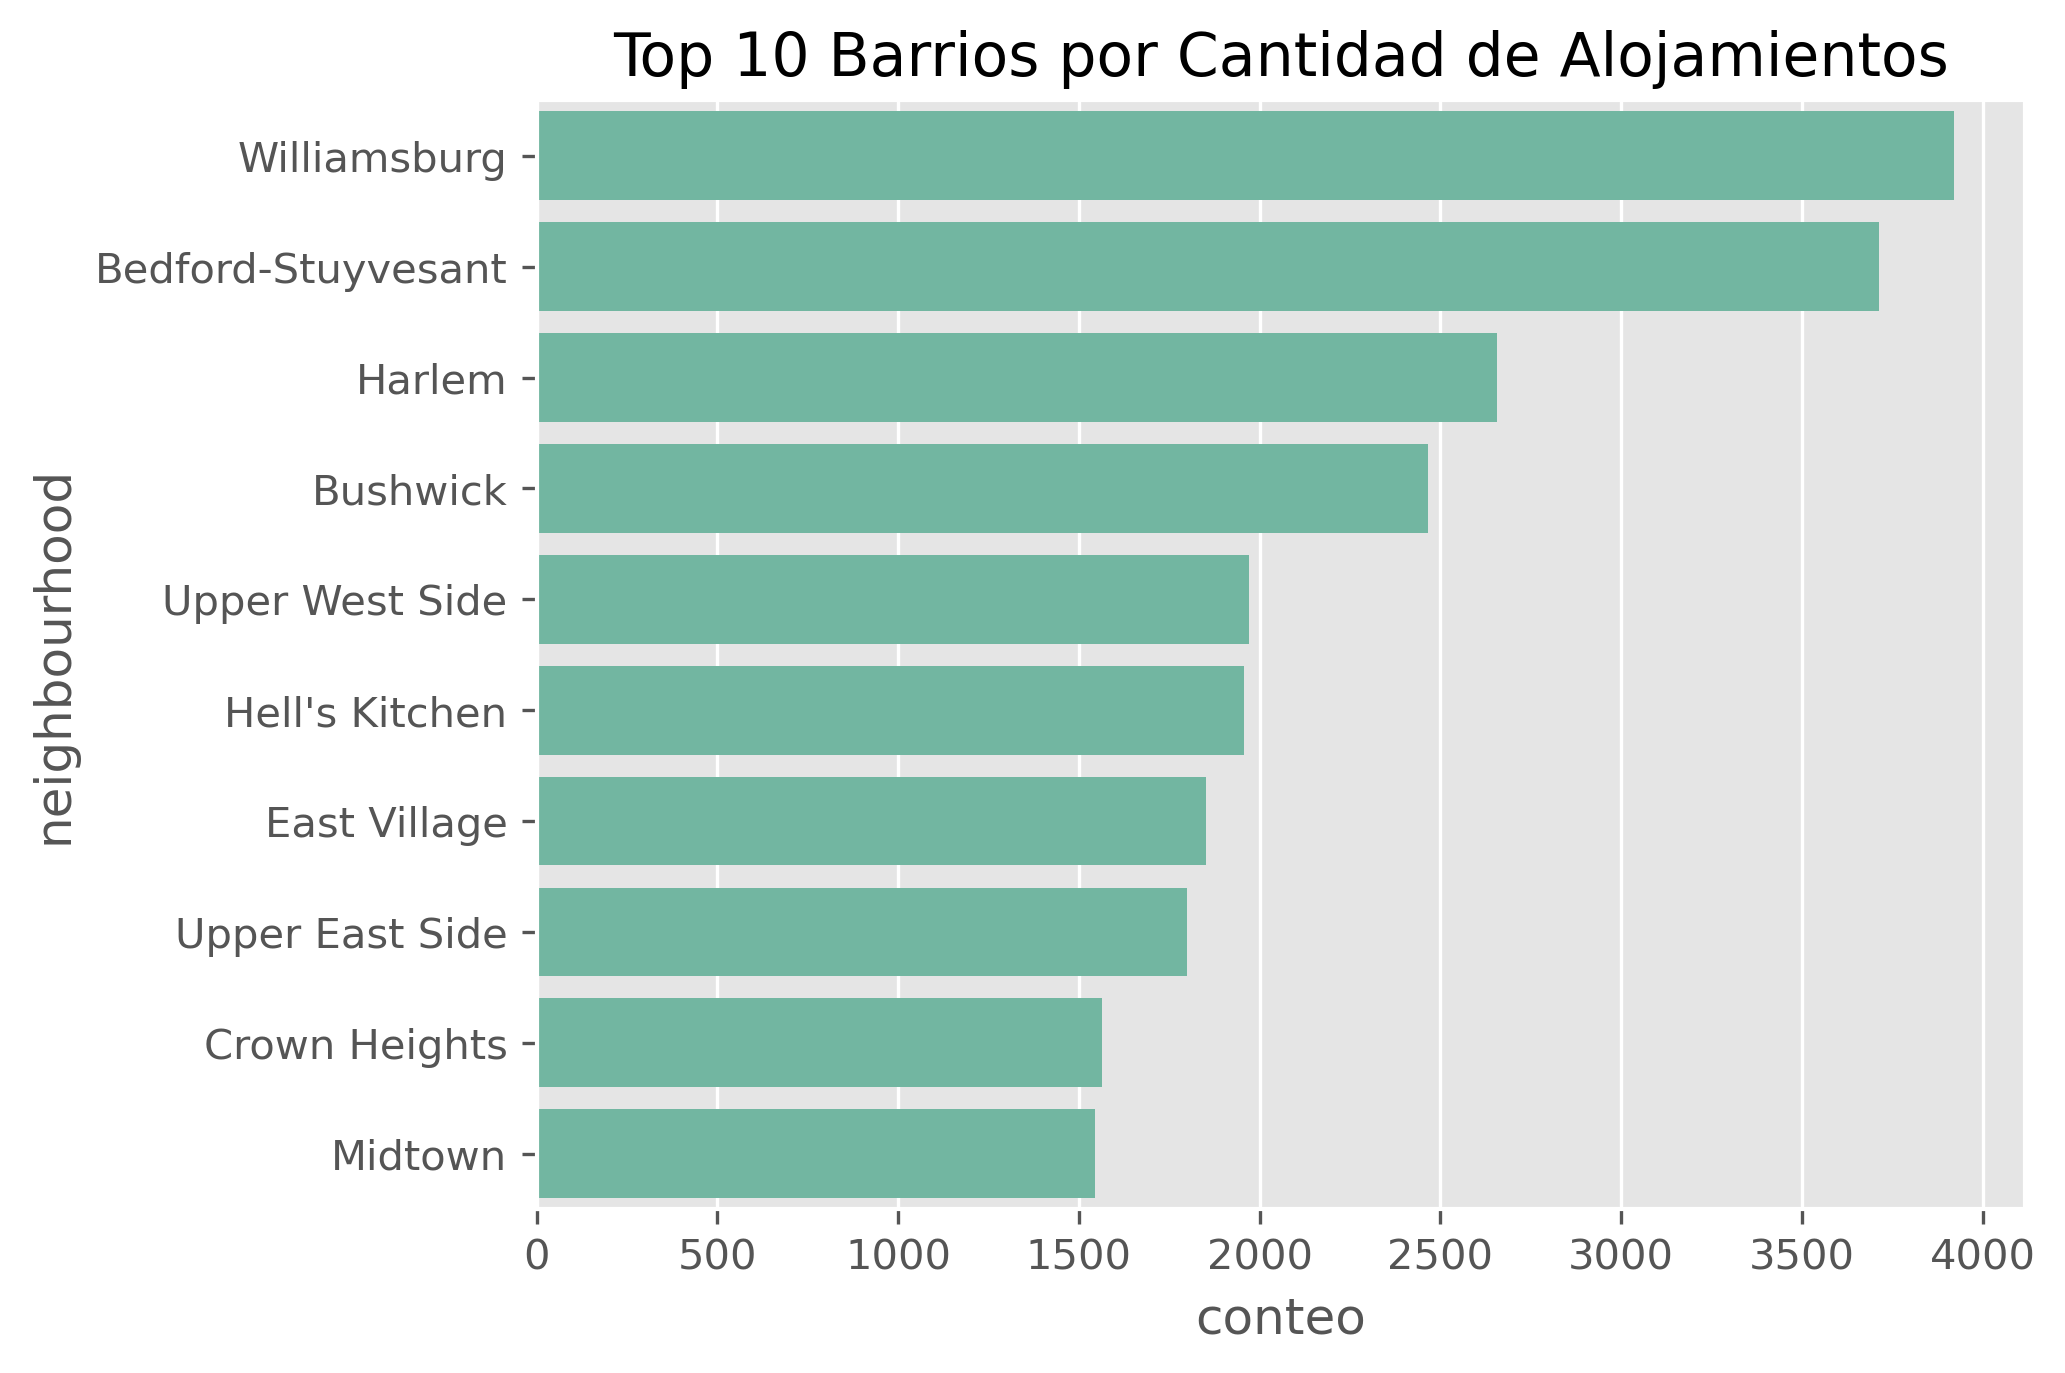 Top 10 Barrios por Cantidad de Alojamientos
Williamsburg
Bedford-Stuyvesant
Harlem
Bushwick
Upper West Side
Hell's Kitchen
East Village
Upper East Side
Crown Heights
Midtown
neighbourhood
0 500 1000 1500 2000 2500 3000 3500 4000
conteo